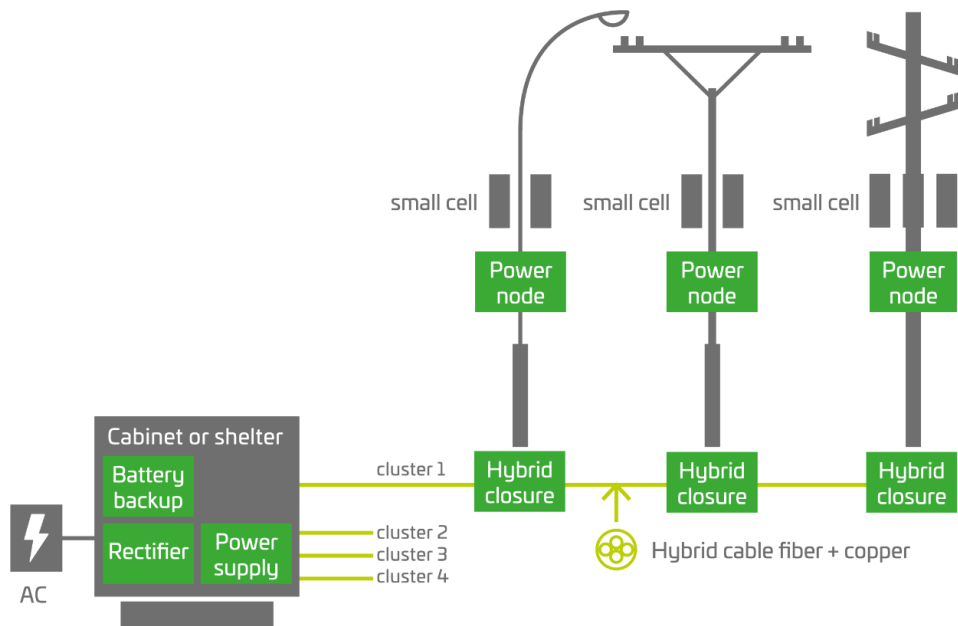 small cell
small cell
small cell
Power
node
Power
node
Power
node
Cabinet or shelter
Battery
backup
Rectifier
Power
supply
AC
cluster 1
cluster 2
cluster 3
cluster 4
Hybrid
closure
Hybrid
closure
Hybrid
closure
Hybrid cable fiber + copper